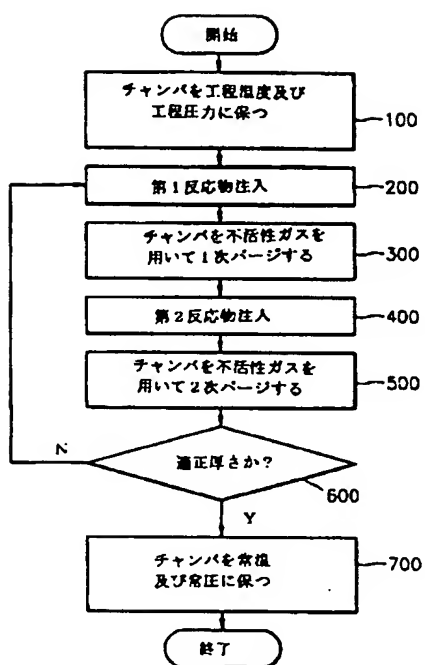 開始
チャンバを工程温度及び
工程圧力に保つ
100
第1反応物注入
200
チャンバを不活性ガスを
用いて1次パージする
300
第2反応物注入
400
チャンバを不活性ガスを
用いて2次パージする
500
適正厚さか?
N
600
Y
チャンバを常温
及び常圧に保つ
700
終了